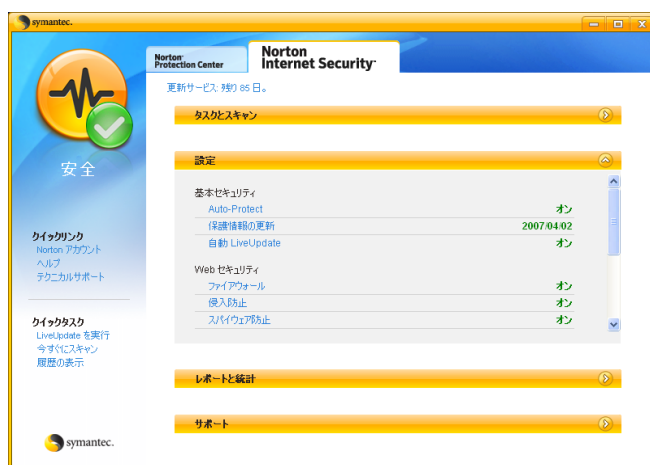 symantec.
Norton™ Protection Center
Norton™ Internet Security™
更新サービス: 残り 85 日。
安全
クイックリンク
Norton アカウント
ヘルプ
テクニカルサポート
クイックタスク
LiveUpdate を実行
今すぐにスキャン
履歴の表示
symantec.
タスクとスキャン
設定
基本セキュリティ
Auto-Protect オン
保護情報の更新 2007/04/02
自動 LiveUpdate オン
Web セキュリティ
ファイアウォール オン
侵入防止 オン
スパイウェア防止 オン
レポートと統計
サポート